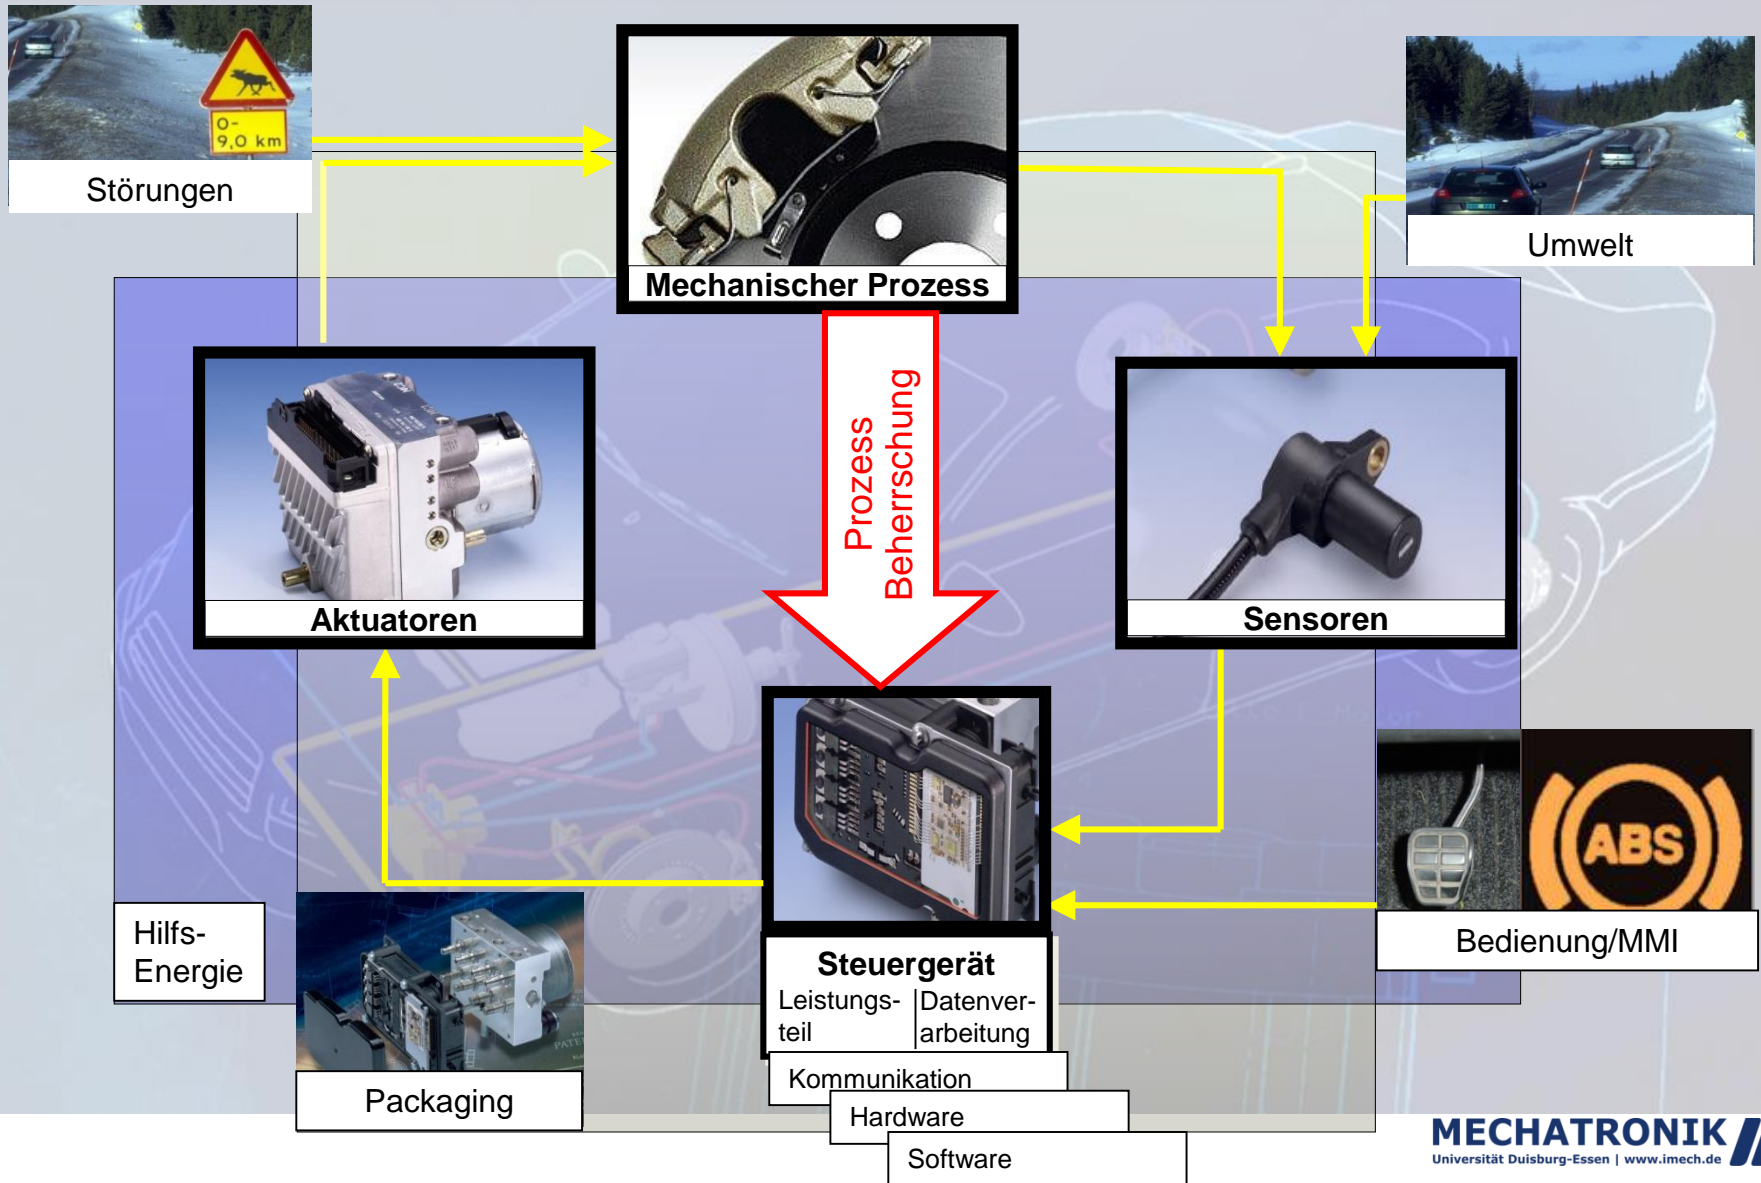 0-
9,0 km
Störungen
Mechanischer Prozess
Umwelt
Prozess
Beherrschung
Aktuatoren
Sensoren
ABS
Hilfs-
Energie
Bedienung/MMI
Steuergerät
Leistungs-
teil
Datenver-
arbeitung
Packaging
Kommunikation
Hardware
Software
MECHATRONIK
Universität Duisburg-Essen | www.imech.de